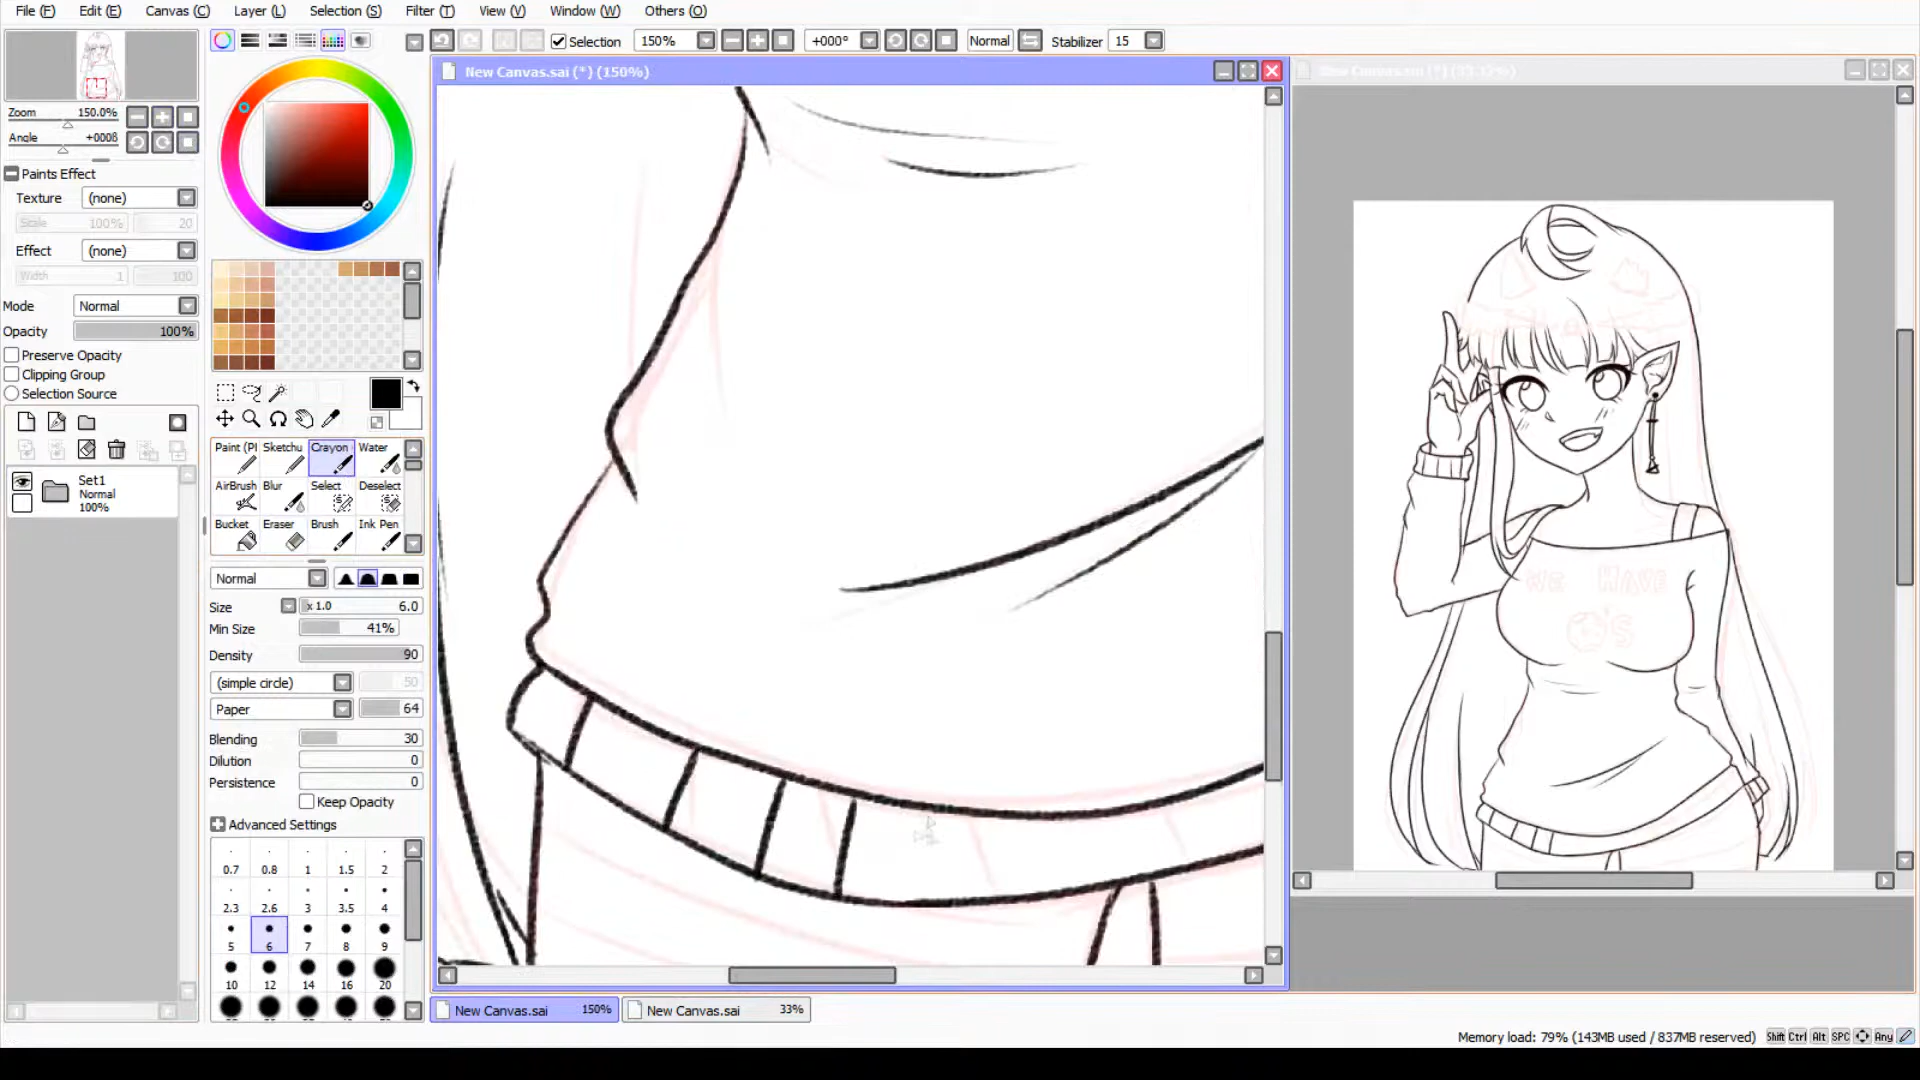 File (F) Edit (E) Canvas (C) Layer (L) Selection (S) Filter (T) View (V) Window (W) Others (O)
Selection 150% +000° Normal Stabilizer 15
New Canvas.sai (*) (150%)
Zoom 150.0%
Angle +000ß
Paints Effect
Texture (none)
Scale 100% 20
Effect (none)
Width 1 100
Mode Normal
Opacity 100%
Preserve Opacity
Clipping Group
Selection Source
Set1
Normal
100%
Paint (Pl Sketchu Crayon Water
AirBrush Blur Select Deselect
Bucket Eraser Brush Ink Pen
Normal
Size x 1.0 6.0
Min Size 41%
Density 90
(simple circle) 50
Paper 64
Blending 30
Dilution 0
Persistence 0
Keep Opacity
Advanced Settings
0.7 0.8 1 1.5 2
2.3 2.6 3 3.5 4
5 6 7 8 9
10 12 14 16 20
WE HAVE
'S
New Canvas.sai 150% New Canvas.sai 33%
Memory load: 79% (143MB used / 837MB reserved) Shift Ctrl Alt SPC Any